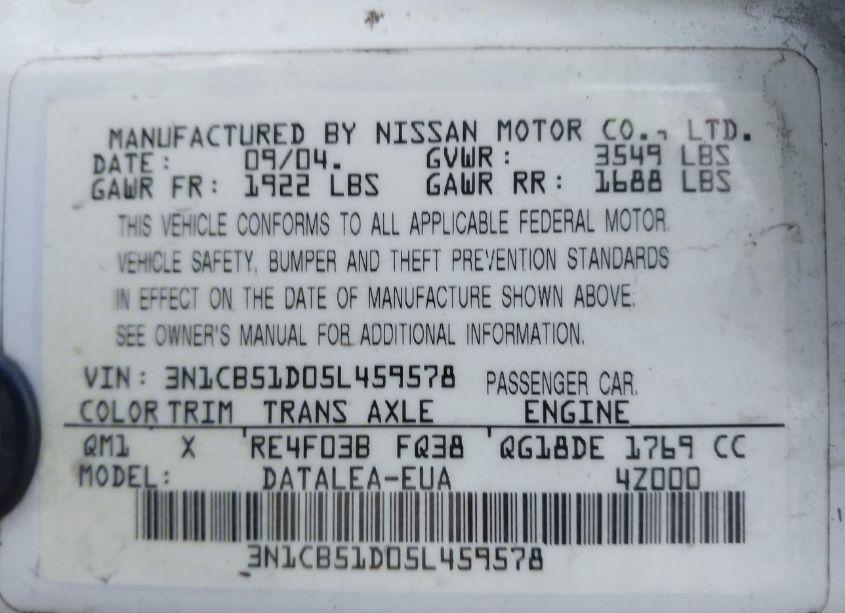 MANUFACTURED BY NISSAN MOTOR CO., LTD.
DATE: 09/04. GVWR: 3549 LBS
GAWR FR: 1922 LBS GAWR RR: 1688 LBS
THIS VEHICLE CONFORMS TO ALL APPLICABLE FEDERAL MOTOR
VEHICLE SAFETY, BUMPER AND THEFT PREVENTION STANDARDS
IN EFFECT ON THE DATE OF MANUFACTURE SHOWN ABOVE.
SEE OWNER'S MANUAL FOR ADDITIONAL INFORMATION.
VIN: 3N1CB51D05L459578 PASSENGER CAR.
COLOR TRIM TRANS AXLE ENGINE
QM1 X RE4F03B FQ38 QG18DE 1769 CC
MODEL: DATALEA-EUA 4Z000
3N1CB51D05L459578